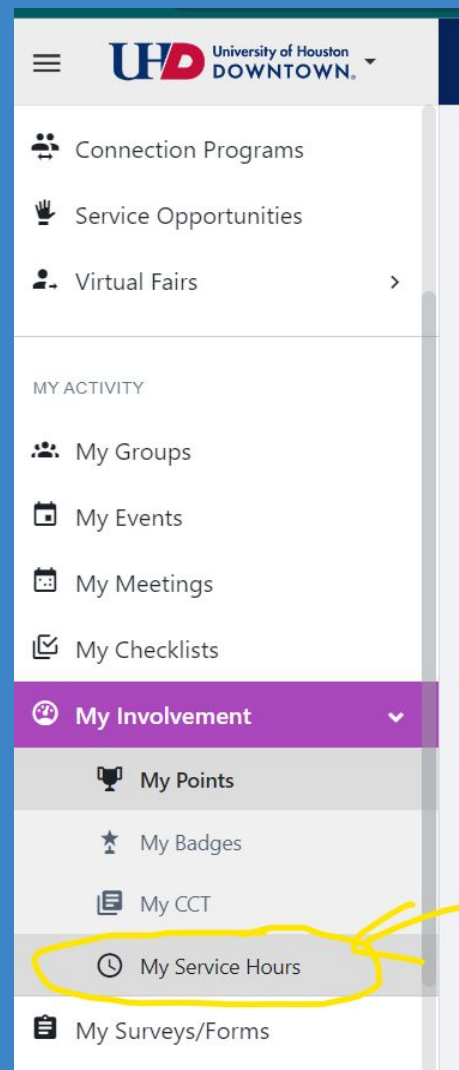 UHD University of Houston
DOWNTOWN®
Connection Programs
Service Opportunities
Virtual Fairs
MY ACTIVITY
My Groups
My Events
My Meetings
My Checklists
My Involvement
My Points
My Badges
My CCT
My Service Hours
My Surveys/Forms